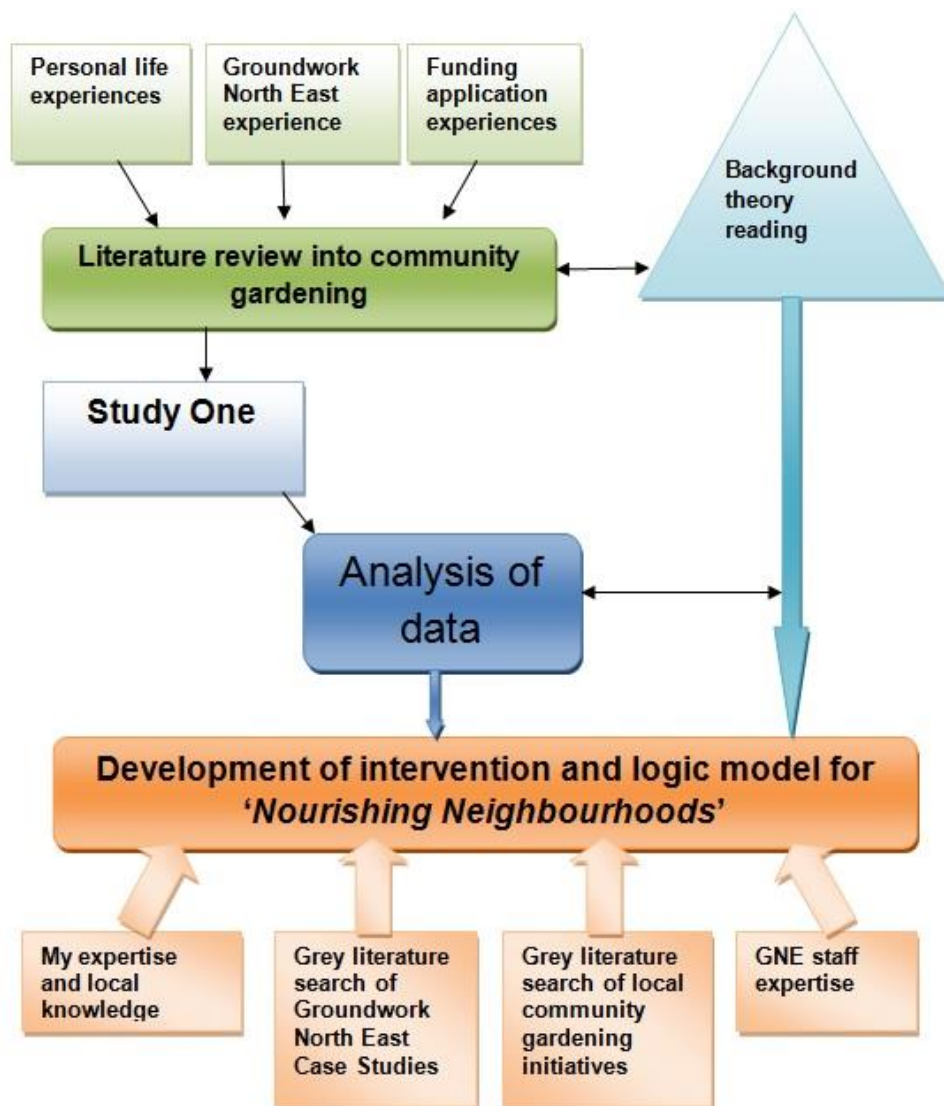 Personal life
experiences
Groundwork
North East
experience
Funding
application
experiences
Background
theory
reading
Literature review into community
gardening
Study One
Analysis of
data
Development of intervention and logic model for
‘Nourishing Neighbourhoods’
My expertise
and local
knowledge
Grey literature
search of
Groundwork
North East
Case Studies
Grey literature
search of local
community
gardening
initiatives
GNE staff
expertise